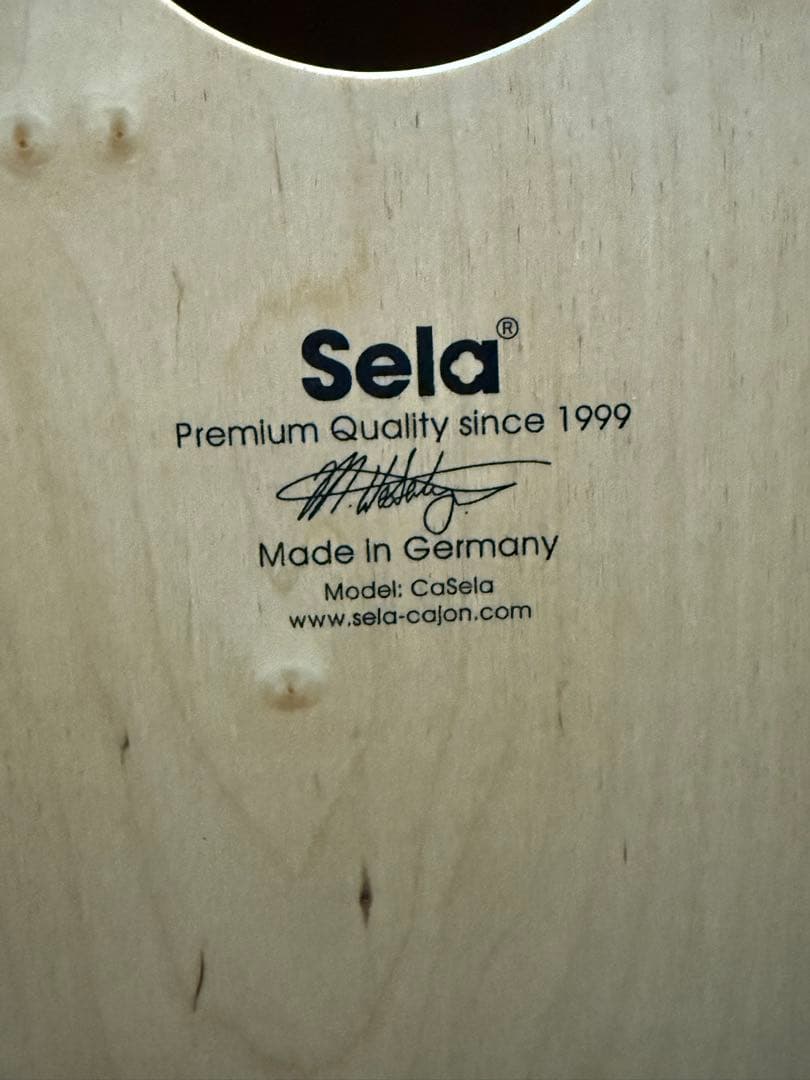 Sela®
Premium Quality since 1999
Made in Germany
Model: CaSela
www.sela-cajon.com